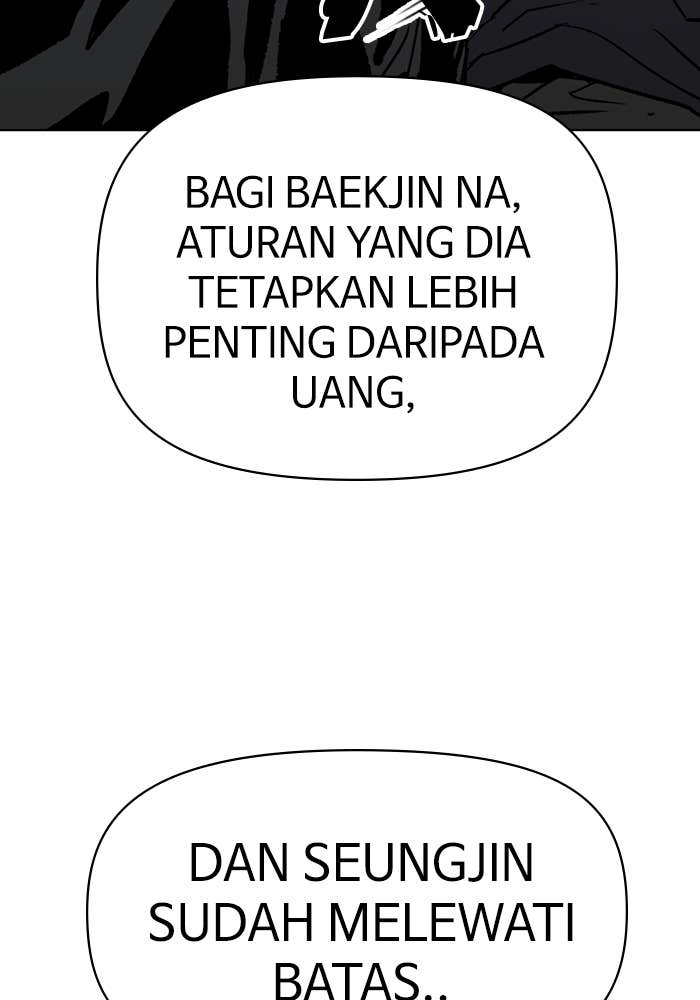 BAGI BAEKJIN NA,
ATURAN YANG DIA
TETAPKAN LEBIH
PENTING DARIPADA
UANG,
DAN SEUNGJIN
SUDAH MELEWATI
BATAS..